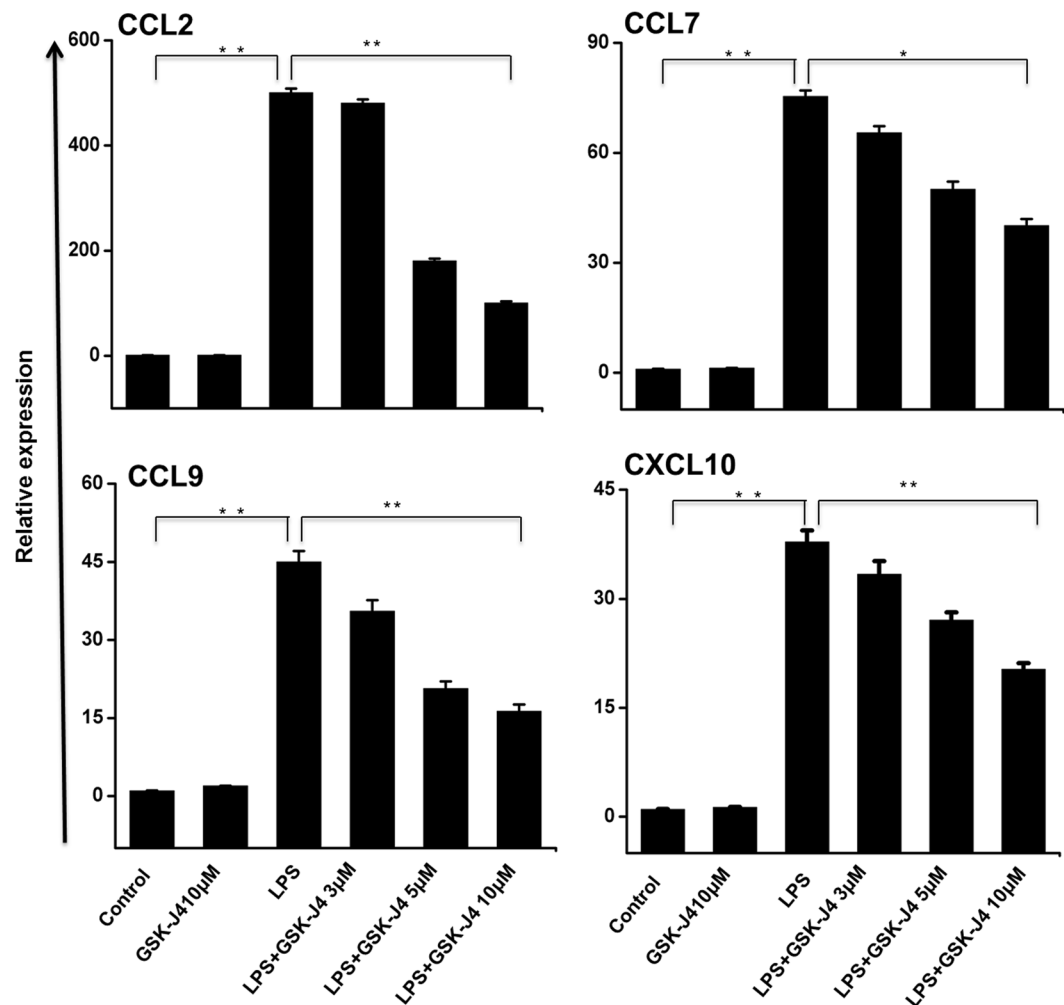 CCL2
600
400
200
0
* *
**
CCL7
90
60
30
0
* *
*
Relative expression
CCL9
60
45
30
15
0
* *
**
CXCL10
45
30
15
0
* *
**
Control
GSK-J410μM
LPS
LPS+GSK-J4 3μM
LPS+GSK-J4 5μM
LPS+GSK-J4 10μM
Control
GSK-J410μM
LPS
LPS+GSK-J4 3μM
LPS+GSK-J4 5μM
LPS+GSK-J4 10μM